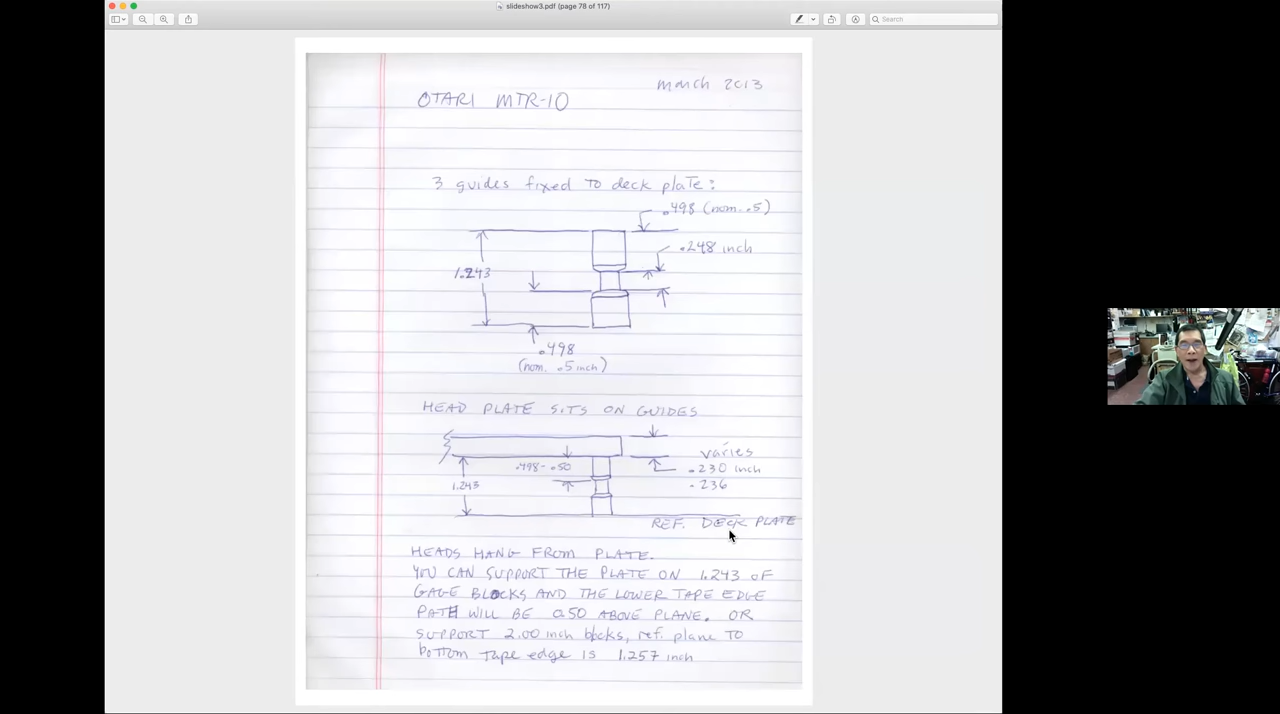 slideshow3.pdf (page 78 of 117)
Search
march 2013
OTARI MTR-10
3 guides fixed to deck plate:
.498 (nom. .5)
.248 inch
1.243
.498
(nom. .5 inch)
HEAD PLATE SITS ON GUIDES
varies
.498-.50
.230 inch
1.243
.236
REF. DECK PLATE
HEADS HANG FROM PLATE.
YOU CAN SUPPORT THE PLATE ON 1.243 OF
GAGE BLOCKS AND THE LOWER TAPE EDGE
PATH WILL BE 0.50 ABOVE PLANE. OR
SUPPORT 2.00 inch blocks, ref. plane TO
bottom tape edge is 1.257 inch